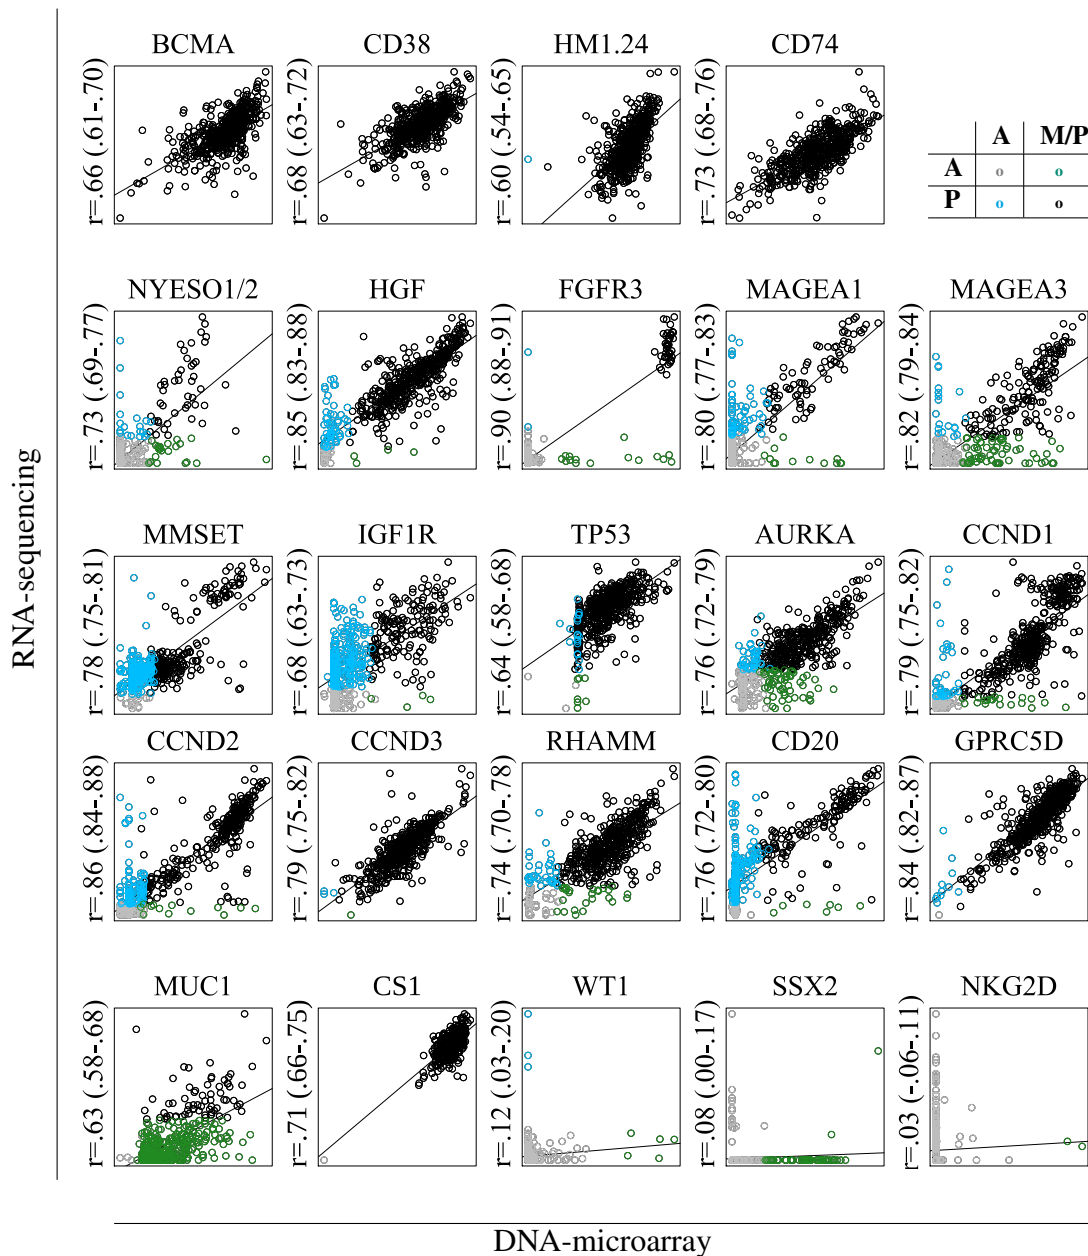 BCMA CD38 HM1.24 CD74
r=.66 (.61-.70) r=.68 (.63-.72) r=.60 (.54-.65) r=.73 (.68-.76)
A M/P
A o o
P o o
NYESO1/2 HGF FGFR3 MAGEA1 MAGEA3
r=.73 (.69-.77) r=.85 (.83-.88) r=.90 (.88-.91) r=.80 (.77-.83) r=.82 (.79-.84)
RNA-sequencing
MMSET IGF1R TP53 AURKA CCND1
r=.78 (.75-.81) r=.68 (.63-.73) r=.64 (.58-.68) r=.76 (.72-.79) r=.79 (.75-.82)
CCND2 CCND3 RHAMM CD20 GPRC5D
r=.86 (.84-.88) r=.79 (.75-.82) r=.74 (.70-.78) r=.76 (.72-.80) r=.84 (.82-.87)
MUC1 CS1 WT1 SSX2 NKG2D
r=.63 (.58-.68) r=.71 (.66-.75) r=.12 (.03-.20) r=.08 (.00-.17) r=.03 (-.06-.11)
DNA-microarray